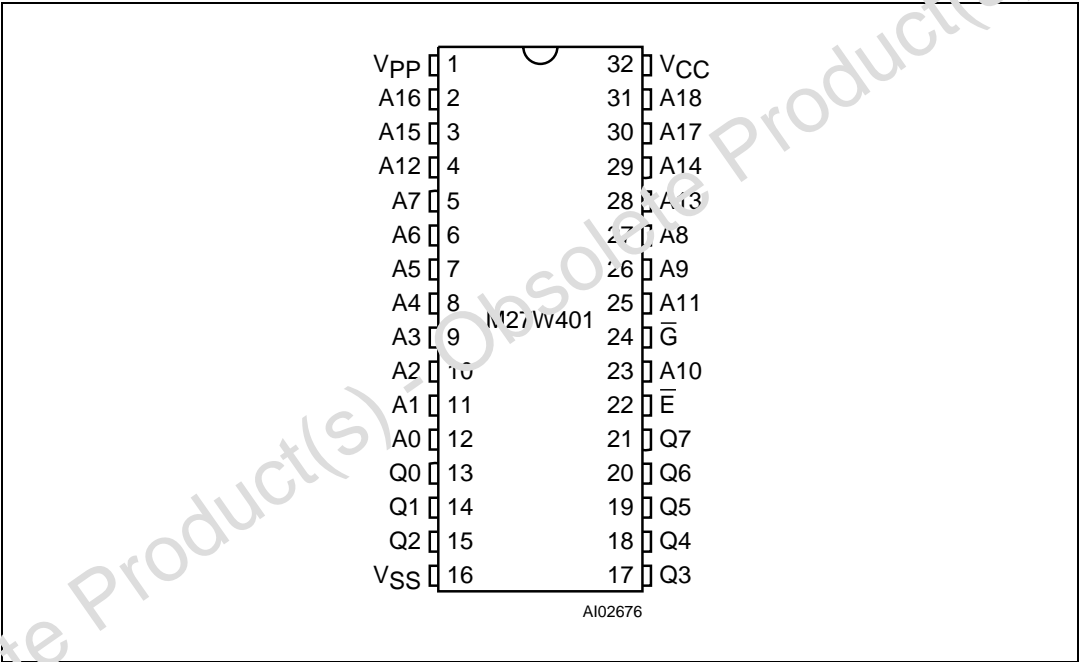 VPP 1 32 VCC
A16 2 31 A18
A15 3 30 A17
A12 4 29 A14
A7 5 28 A13
A6 6 27 A8
A5 7 26 A9
A4 8 25 A11
M27W401
A3 9 24 G̅
A2 10 23 A10
A1 11 22 E̅
A0 12 21 Q7
Q0 13 20 Q6
Q1 14 19 Q5
Q2 15 18 Q4
VSS 16 17 Q3
AI02676
Product(s) - Obsolete Product(